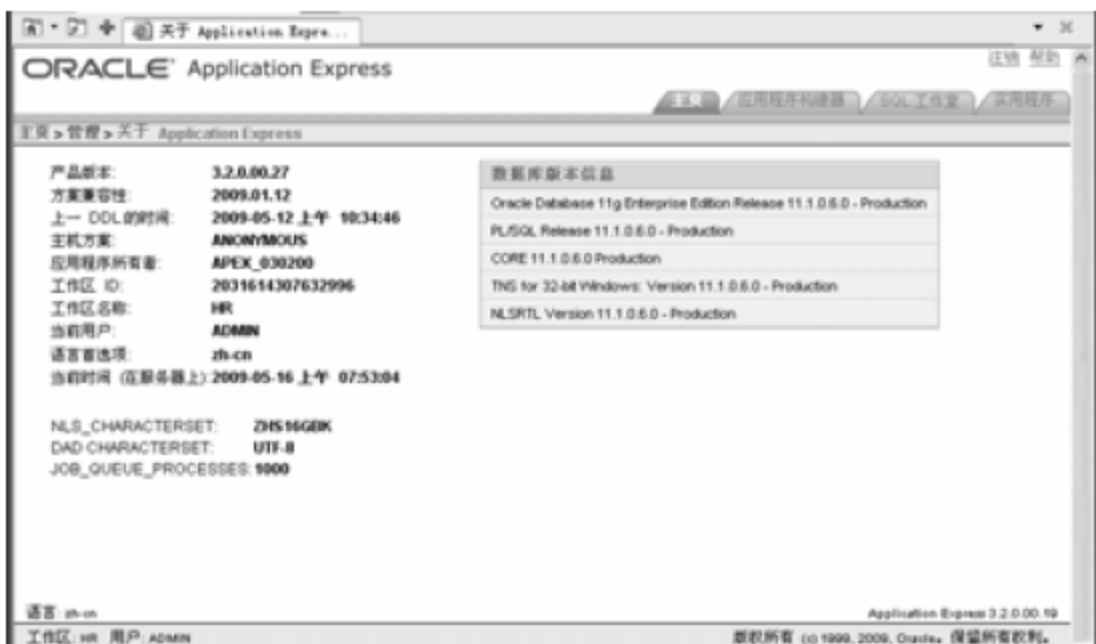 关于 Application Expre...
ORACLE Application Express
注销 帮助
主页 应用程序构建器 SQL 工作室 实用程序
主页 > 管理 > 关于 Application Express
产品版本: 3.2.0.00.27
方案兼容性: 2009.01.12
上一 DDL 的时间: 2009-05-12 上午 10:34:46
主机方案: ANONYMOUS
应用程序所有者: APEX_030200
工作区 ID: 2031614307632996
工作区名称: HR
当前用户: ADMIN
语言首选项: zh-cn
当前时间 (在服务器上): 2009-05-16 上午 07:53:04
NLS_CHARACTERSET: ZHS16GBK
DAD CHARACTERSET: UTF-8
JOB_QUEUE_PROCESSES: 1000
数据库版本信息
Oracle Database 11g Enterprise Edition Release 11.1.0.6.0 - Production
PL/SQL Release 11.1.0.6.0 - Production
CORE 11.1.0.6.0 Production
TNS for 32-bit Windows: Version 11.1.0.6.0 - Production
NLSRTL Version 11.1.0.6.0 - Production
语言: zh-cn
Application Express 3.2.0.00.19
工作区: HR 用户: ADMIN
版权所有 (c) 1999, 2009, Oracle。保留所有权利。